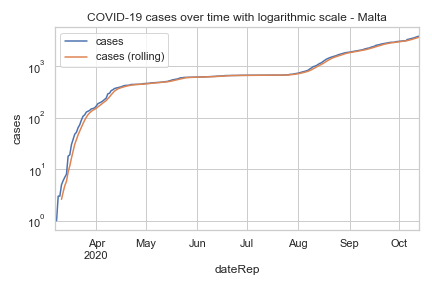 COVID-19 cases over time with logarithmic scale - Malta
cases
cases (rolling)
10³
10²
10¹
10⁰
cases
Apr
2020
May
Jun
Jul
Aug
Sep
Oct
dateRep